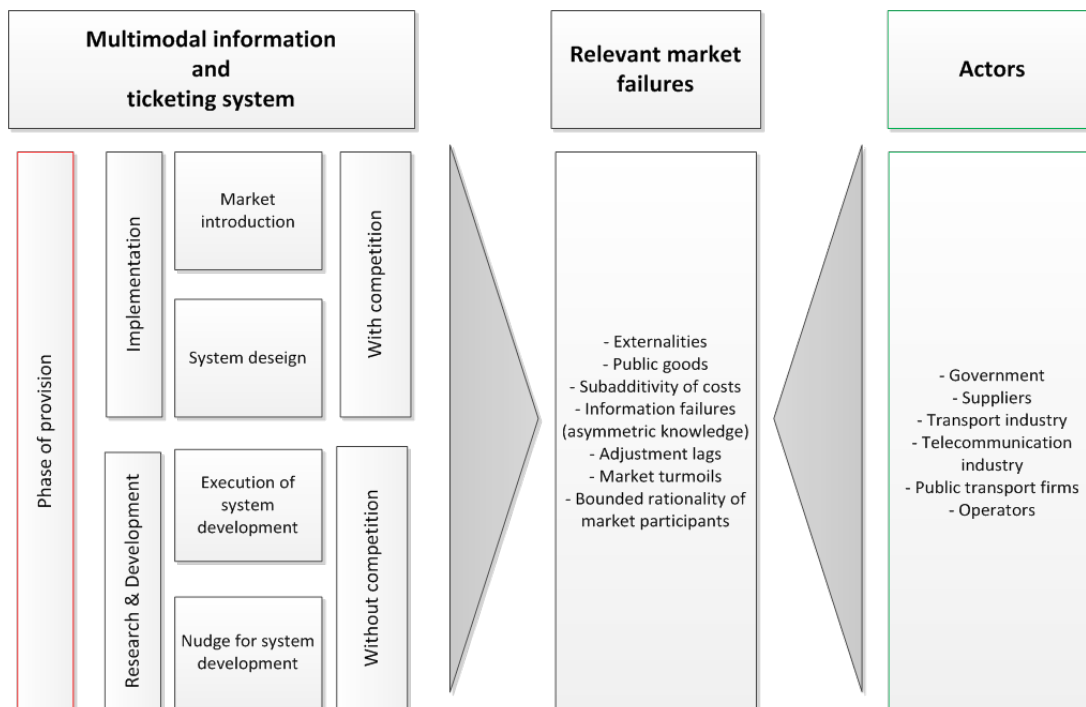 Multimodal information
and
ticketing system
Relevant market
failures
Actors
Phase of provision
Implementation
Market
introduction
System deseign
With competition
Research & Development
Execution of
system
development
Nudge for system
development
Without competition
- Externalities
- Public goods
- Subadditivity of costs
- Information failures
(asymmetric knowledge)
- Adjustment lags
- Market turmoils
- Bounded rationality of
market participants
- Government
- Suppliers
- Transport industry
- Telecommunication
industry
- Public transport firms
- Operators